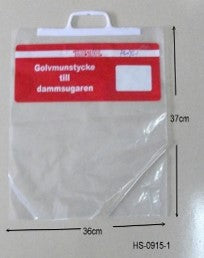 Golvmunstycke
till
dammsugaren
37cm
36cm
HS-0915-1